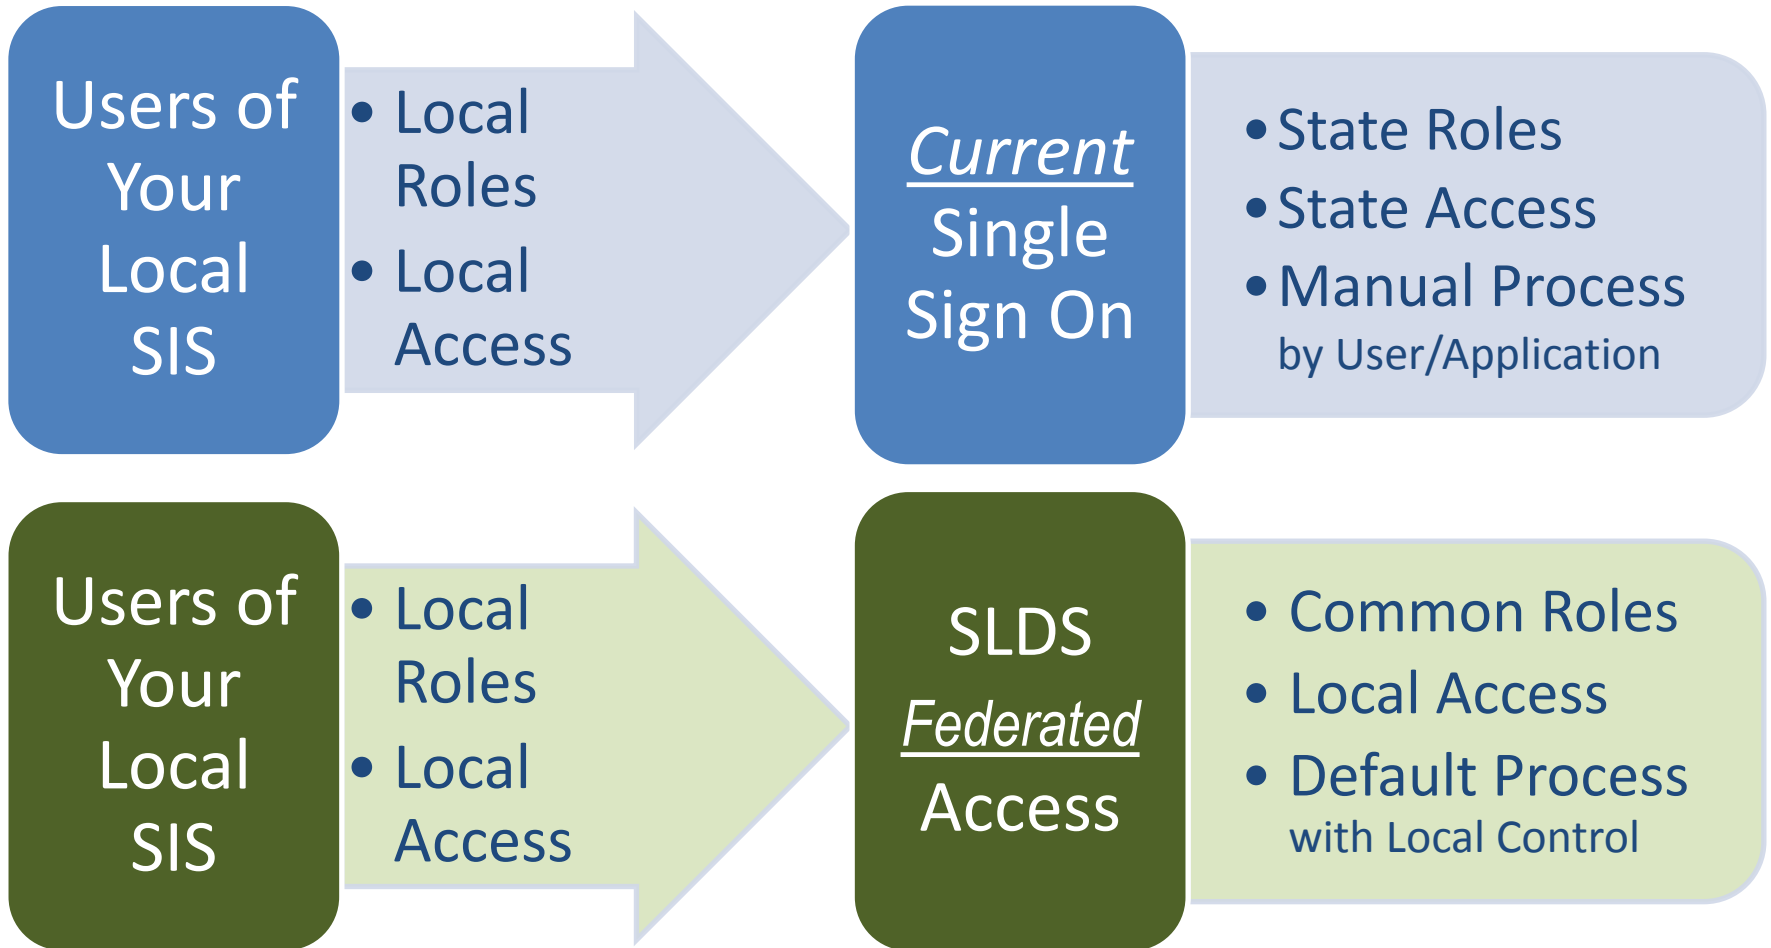 Users of
Your
Local
SIS
• Local
Roles
• Local
Access
Current
Single
Sign On
• State Roles
• State Access
• Manual Process
by User/Application
Users of
Your
Local
SIS
• Local
Roles
• Local
Access
SLDS
Federated
Access
• Common Roles
• Local Access
• Default Process
with Local Control